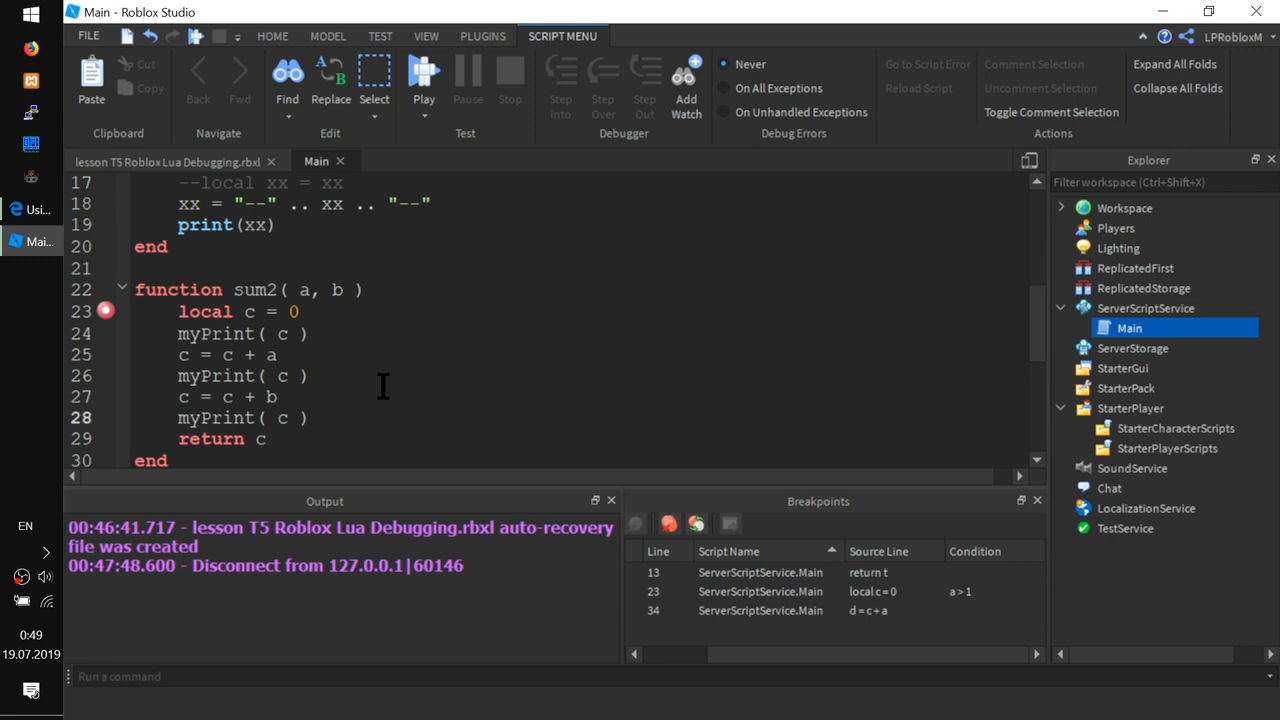 Main - Roblox Studio
FILE HOME MODEL TEST VIEW PLUGINS SCRIPT MENU LPRobloxM
Paste Cut Copy Clipboard
Back Fwd Navigate
Find Replace Select Edit
Play Pause Stop Test
Step Into Step Over Step Out Add Watch Debugger
Never
On All Exceptions
On Unhandled Exceptions
Debug Errors
Go to Script Error
Reload Script
Comment Selection
Uncomment Selection
Toggle Comment Selection
Expand All Folds
Collapse All Folds
Actions
lesson T5 Roblox Lua Debugging.rbxl Main
17 --local xx = xx
18 xx = "--" .. xx .. "--"
19 print(xx)
20 end
21
22 function sum2( a, b )
23 local c = 0
24 myPrint( c )
25 c = c + a
26 myPrint( c )
27 c = c + b
28 myPrint( c )
29 return c
30 end
Explorer
Filter workspace (Ctrl+Shift+X)
Workspace
Players
Lighting
ReplicatedFirst
ReplicatedStorage
ServerScriptService
Main
ServerStorage
StarterGui
StarterPack
StarterPlayer
StarterCharacterScripts
StarterPlayerScripts
SoundService
Chat
LocalizationService
TestService
Output
00:46:41.717 - lesson T5 Roblox Lua Debugging.rbxl auto-recovery
file was created
00:47:48.600 - Disconnect from 127.0.0.1|60146
Breakpoints
Line Script Name Source Line Condition
13 ServerScriptService.Main return t
23 ServerScriptService.Main local c = 0 a > 1
34 ServerScriptService.Main d = c + a
Run a command
Usi...
Mai...
EN
0:49
19.07.2019